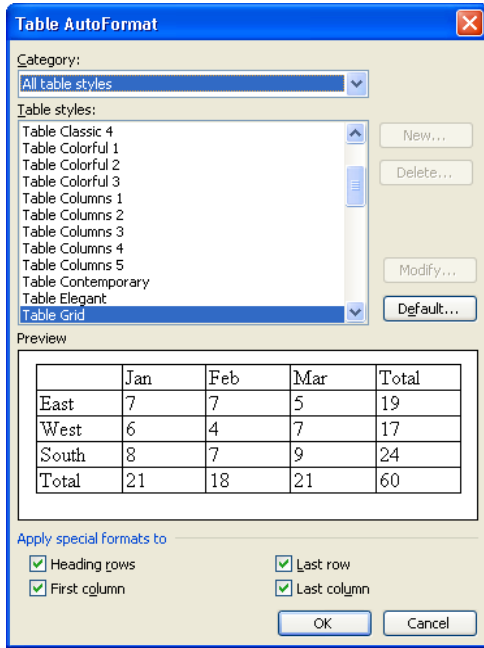 Table AutoFormat
Category:
All table styles
Table styles:
Table Classic 4
Table Colorful 1
Table Colorful 2
Table Colorful 3
Table Columns 1
Table Columns 2
Table Columns 3
Table Columns 4
Table Columns 5
Table Contemporary
Table Elegant
Table Grid
New...
Delete...
Modify...
Default...
Preview
Jan Feb Mar Total
East 7 7 5 19
West 6 4 7 17
South 8 7 9 24
Total 21 18 21 60
Apply special formats to
Heading rows Last row
First column Last column
OK Cancel